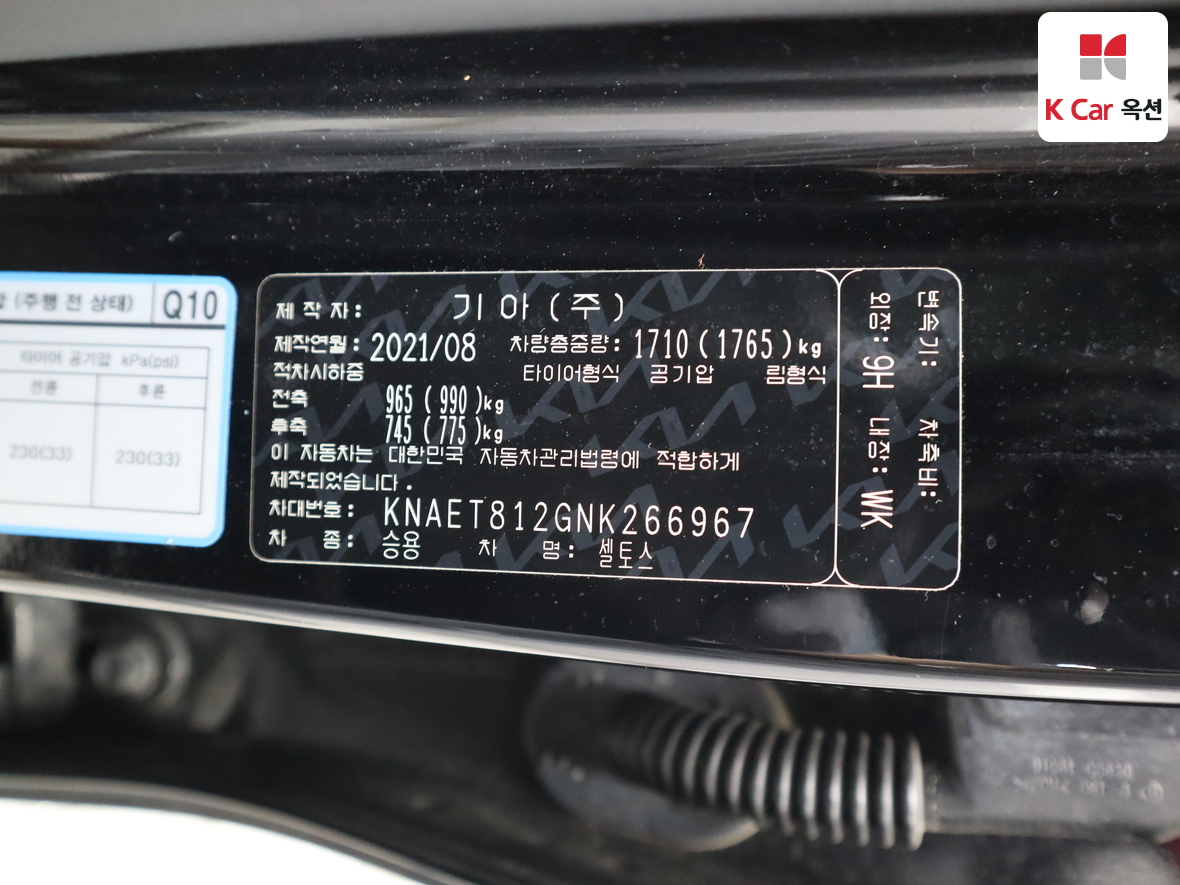 K Car 옥션
(주행 전 상태) Q10
타이어 공기압 kPa(psi)
전륜 후륜
230(33) 230(33)
제 작 자: 기 아 (주)
제작연월: 2021/08 차량총중량: 1710 (1765)kg
적차시하중 타이어형식 공기압 림형식
전축 965 (990)kg
후축 745 (775)kg
이 자동차는 대한민국 자동차관리법령에 적합하게
제작되었습니다.
차대번호: KNAET812GNK266967
차 종: 승용 차 명: 셀토스
변속기: 차축비:
외장: 9H 내장: WK